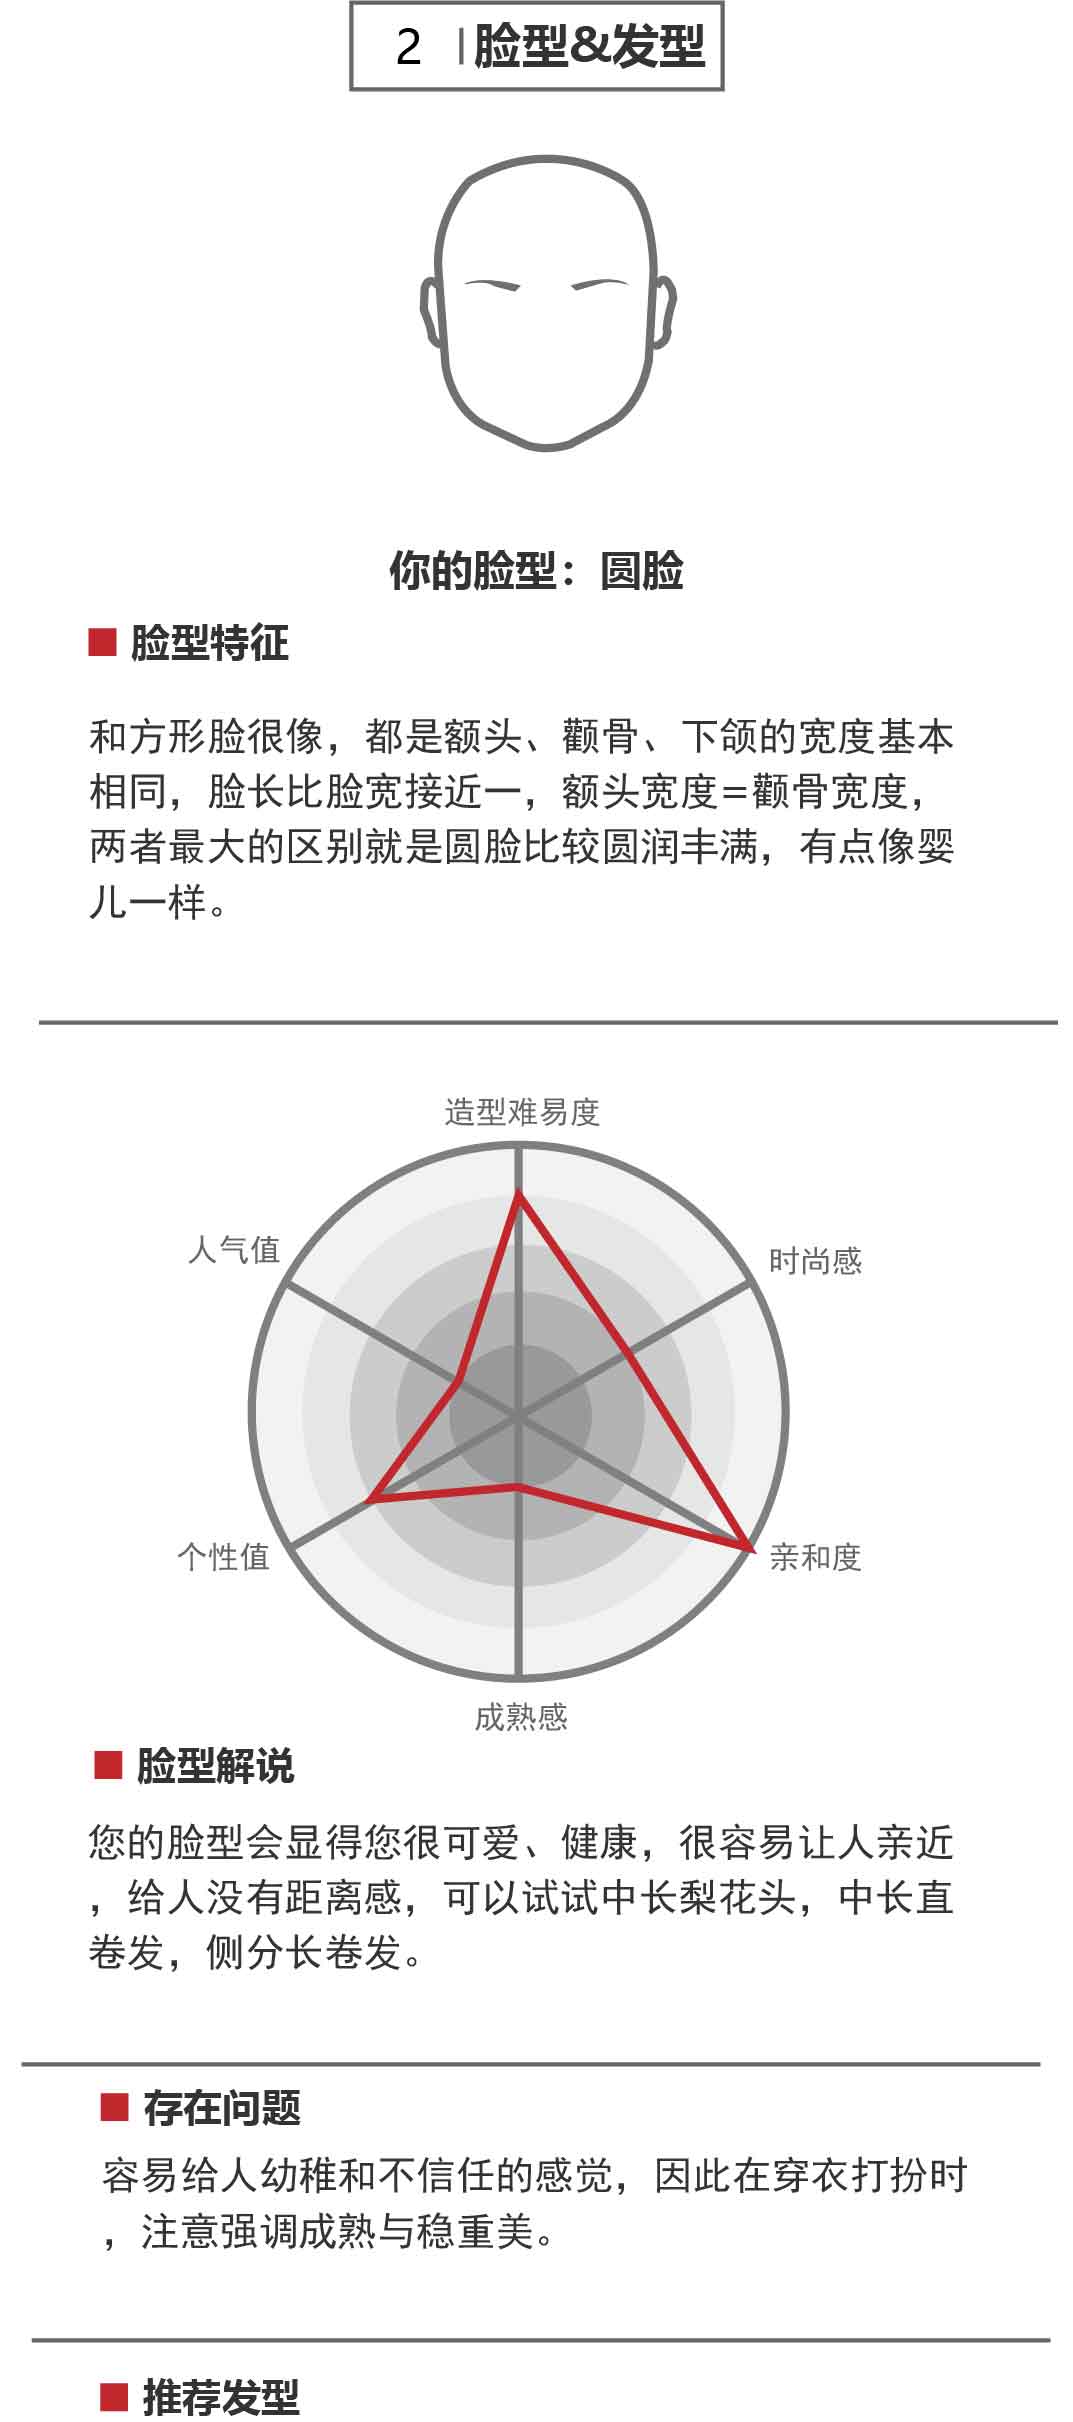 2 |脸型&发型
你的脸型：圆脸
脸型特征
和方形脸很像，都是额头、颧骨、下颌的宽度基本
相同，脸长比脸宽接近一，额头宽度=颧骨宽度，
两者最大的区别就是圆脸比较圆润丰满，有点像婴
儿一样。
造型难易度
人气值
时尚感
个性值
亲和度
成熟感
脸型解说
您的脸型会显得您很可爱、健康，很容易让人亲近
，给人没有距离感，可以试试中长梨花头，中长直
卷发，侧分长卷发。
存在问题
容易给人幼稚和不信任的感觉，因此在穿衣打扮时
，注意强调成熟与稳重美。
推荐发型